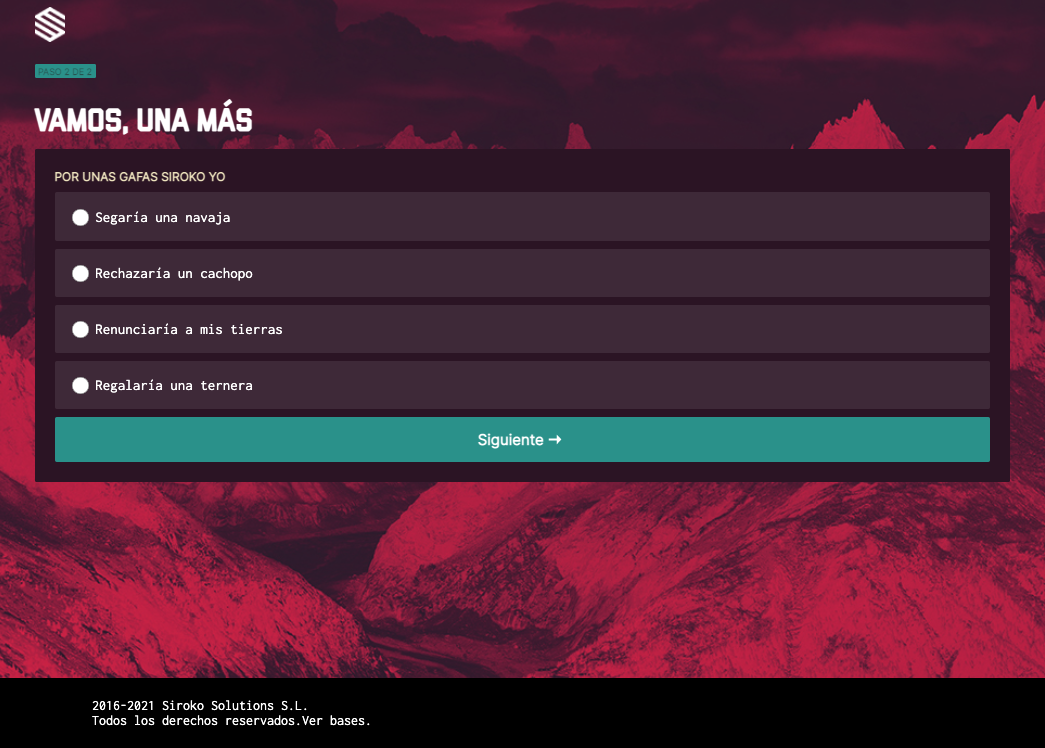 PASO 2 DE 2
VAMOS, UNA MÁS
POR UNAS GAFAS SIROKO YO
Segaría una navaja
Rechazaría un cachopo
Renunciaría a mis tierras
Regalaría una ternera
Siguiente →
2016-2021 Siroko Solutions S.L.
Todos los derechos reservados.Ver bases.